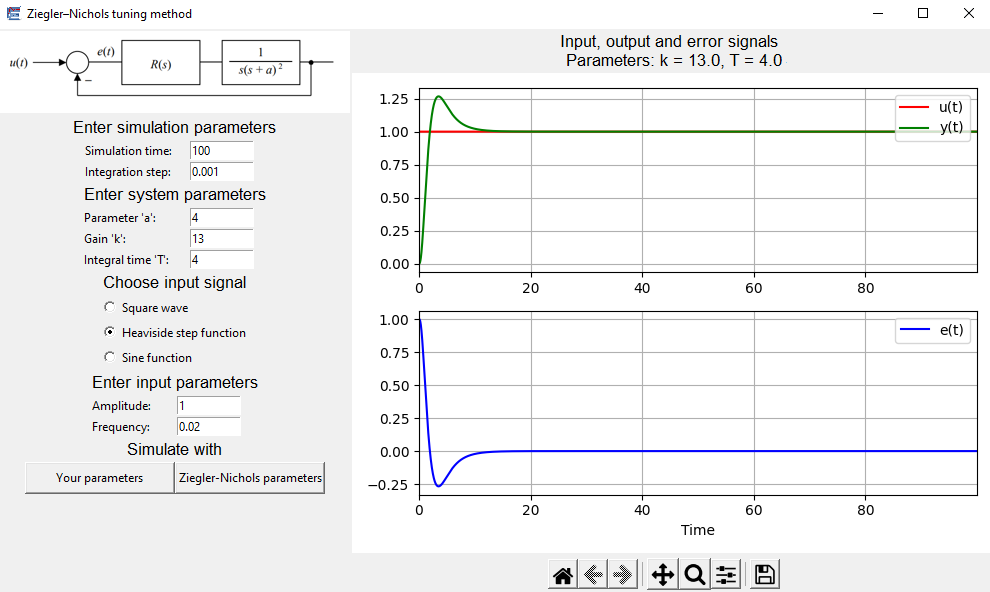 Ziegler–Nichols tuning method
u(t)
e(t)
R(s)
1
s(s + a)²
−
Enter simulation parameters
Simulation time: 100
Integration step: 0.001
Enter system parameters
Parameter 'a': 4
Gain 'k': 13
Integral time 'T': 4
Choose input signal
Square wave
Heaviside step function
Sine function
Enter input parameters
Amplitude: 1
Frequency: 0.02
Simulate with
Your parameters Ziegler-Nichols parameters
Input, output and error signals
Parameters: k = 13.0, T = 4.0
1.25
1.00
0.75
0.50
0.25
0.00
u(t)
y(t)
0 20 40 60 80
1.00
0.75
0.50
0.25
0.00
−0.25
e(t)
0 20 40 60 80
Time